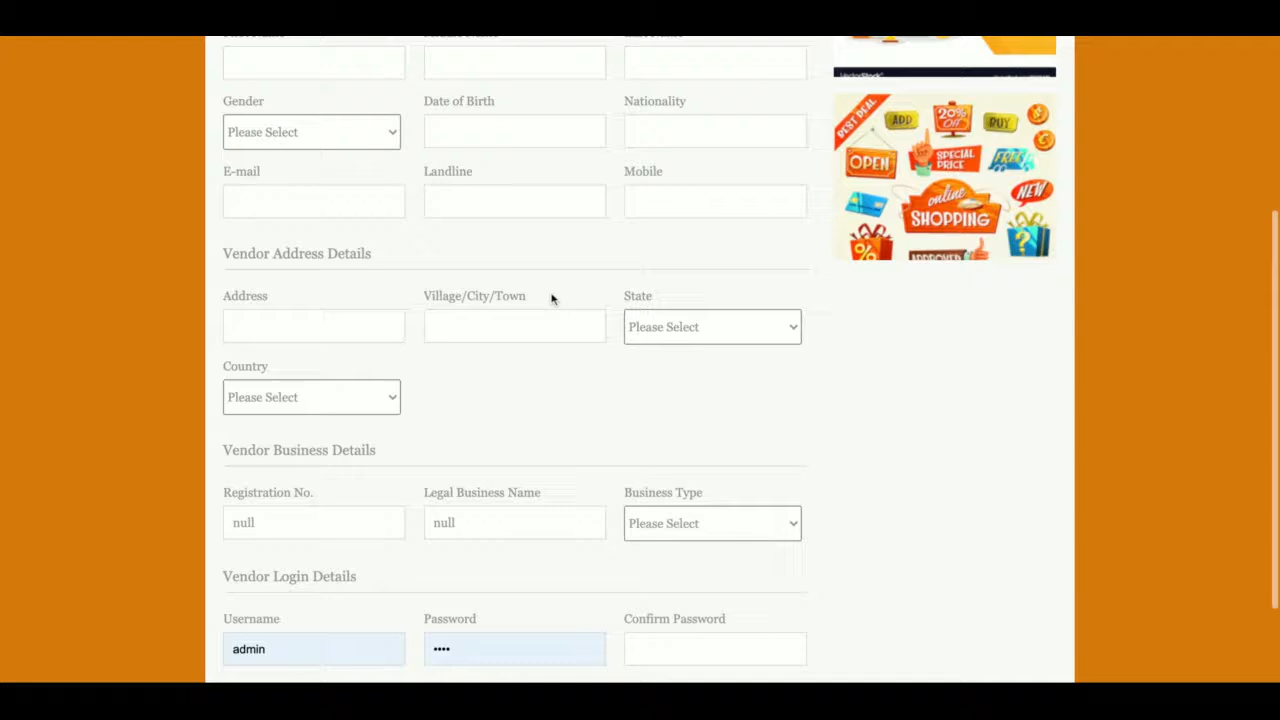 Gender Date of Birth Nationality
Please Select
E-mail Landline Mobile
Vendor Address Details
Address Village/City/Town State
Please Select
Country
Please Select
Vendor Business Details
Registration No. Legal Business Name Business Type
null null Please Select
Vendor Login Details
Username Password Confirm Password
admin ••••
VectorStock
BEST DEAL
ADD
20%
OFF
BUY
OPEN
SPECIAL
PRICE
FREE
NEW
online
SHOPPING
%
?
APPROVED